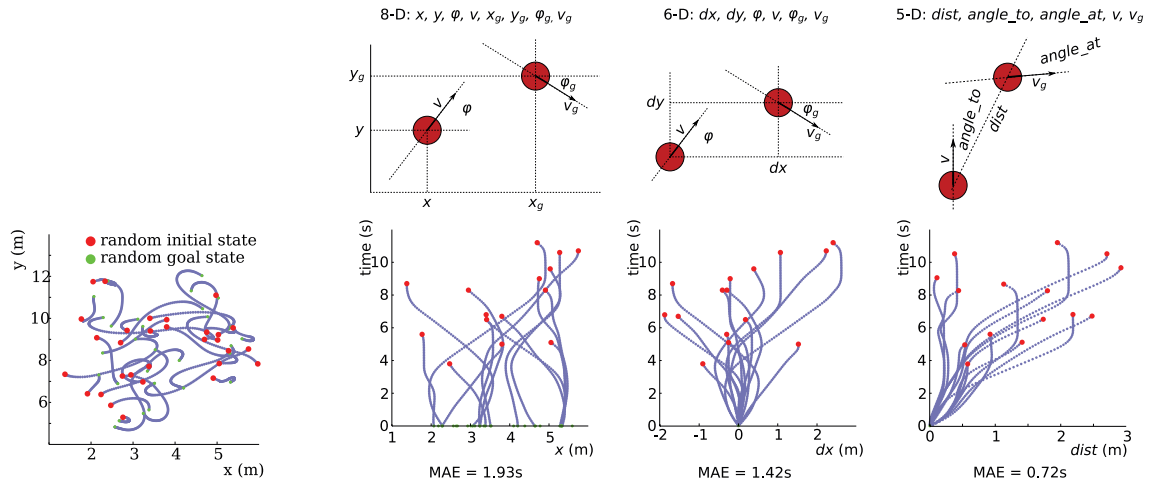 8-D: x, y, φ, v, x_g, y_g, φ_g, v_g
6-D: dx, dy, φ, v, φ_g, v_g
5-D: dist, angle_to, angle_at, v, v_g
y_g
y
v
φ
φ_g
v_g
x
x_g
dy
v
φ
φ_g
v_g
dx
angle_at
v_g
angle_to
dist
v
y (m)
random initial state
random goal state
12
10
8
6
2
3
4
5
x (m)
time (s)
10
8
6
4
2
0
1
2
3
4
5
x (m)
MAE = 1.93s
time (s)
10
8
6
4
2
0
−2
−1
0
1
2
dx (m)
MAE = 1.42s
time (s)
10
8
6
4
2
0
0
1
2
3
dist (m)
MAE = 0.72s